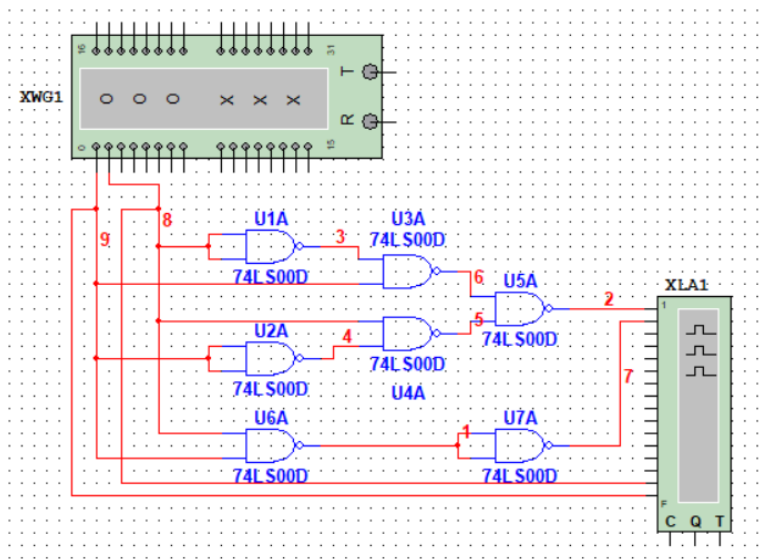 16
31
T
XWG1
O O O X X X
R
0
15
9
8
U1A
3
U3A
74LS00D
74LS00D
6
U5A
2
XLA1
1
U2A
4
5
74LS00D
74LS00D
74LS00D
U4A
7
U6A
1
U7A
74LS00D
74LS00D
F
C Q T